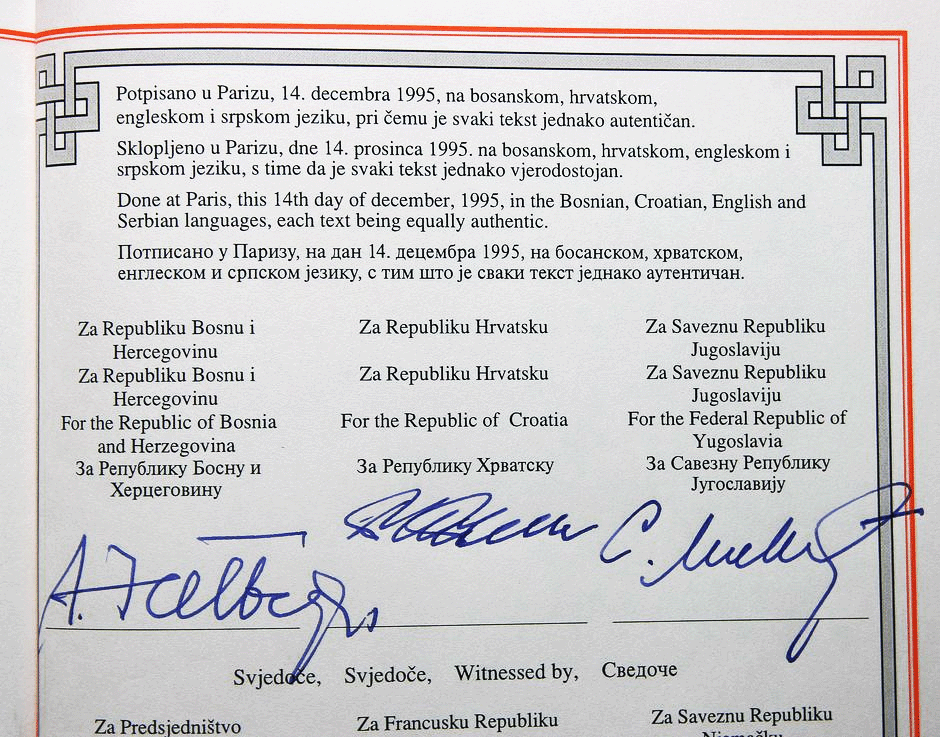 Potpisano u Parizu, 14. decembra 1995, na bosanskom, hrvatskom,
engleskom i srpskom jeziku, pri čemu je svaki tekst jednako autentičan.
Sklopljeno u Parizu, dne 14. prosinca 1995. na bosanskom, hrvatskom, engleskom i
srpskom jeziku, s time da je svaki tekst jednako vjerodostojan.
Done at Paris, this 14th day of december, 1995, in the Bosnian, Croatian, English and
Serbian languages, each text being equally authentic.
Потписано у Паризу, на дан 14. децембра 1995, на босанском, хрватском,
енглеском и српском језику, с тим што је сваки текст једнако аутентичан.
Za Republiku Bosnu i
Hercegovinu
Za Republiku Bosnu i
Hercegovinu
For the Republic of Bosnia
and Herzegovina
За Републику Босну и
Херцеговину
Za Republiku Hrvatsku
Za Republiku Hrvatsku
For the Republic of Croatia
За Републику Хрватску
Za Saveznu Republiku
Jugoslaviju
Za Saveznu Republiku
Jugoslaviju
For the Federal Republic of
Yugoslavia
За Савезну Републику
Југославију
Svjedoče, Svjedoče, Witnessed by, Сведоче
Za Predsjedništvo
Za Francusku Republiku
Za Saveznu Republiku
Njemačku